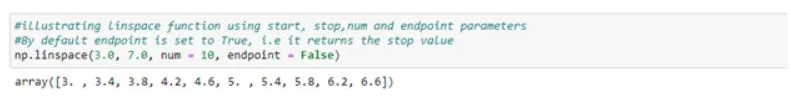 #illustrating linspace function using start, stop,num and endpoint parameters
#By default endpoint is set to True, i.e it returns the stop value
np.linspace(3.0, 7.0, num = 10, endpoint = False)
array([3. , 3.4, 3.8, 4.2, 4.6, 5. , 5.4, 5.8, 6.2, 6.6])